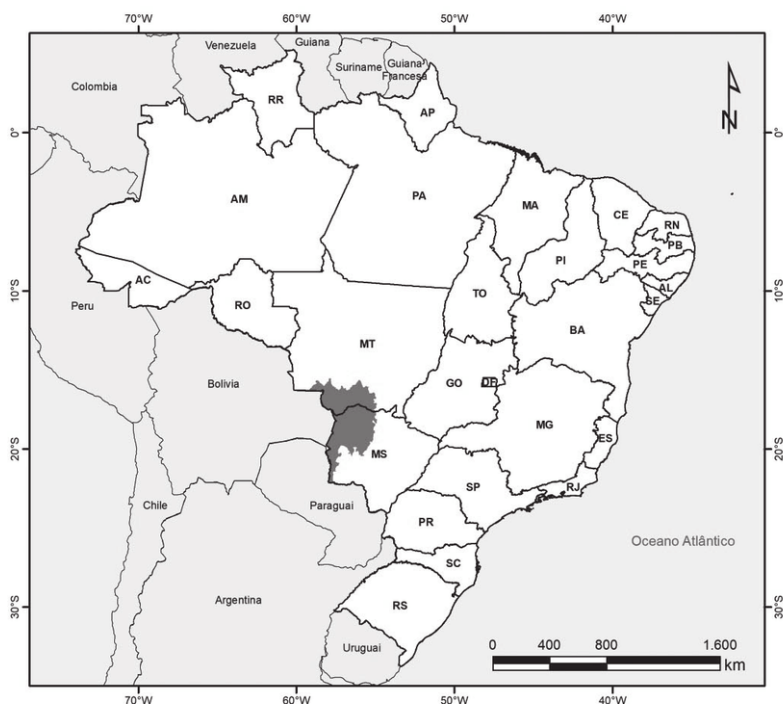 70°W 60°W 50°W 40°W
Venezuela
Guiana
Suriname
Guiana
Francesa
Colombia
RR
AP
N
0° 0°
AM
PA
MA
CE
RN
PB
PI
PE
AC
AL
SE
TO
RO
10°S 10°S
Peru
BA
MT
Bolivia
GO
DF
MG
ES
20°S 20°S
MS
SP
RJ
Chile
Paraguai
PR
Oceano Atlântico
SC
Argentina
RS
30°S 30°S
Uruguai
0 400 800 1.600
km
70°W 60°W 50°W 40°W